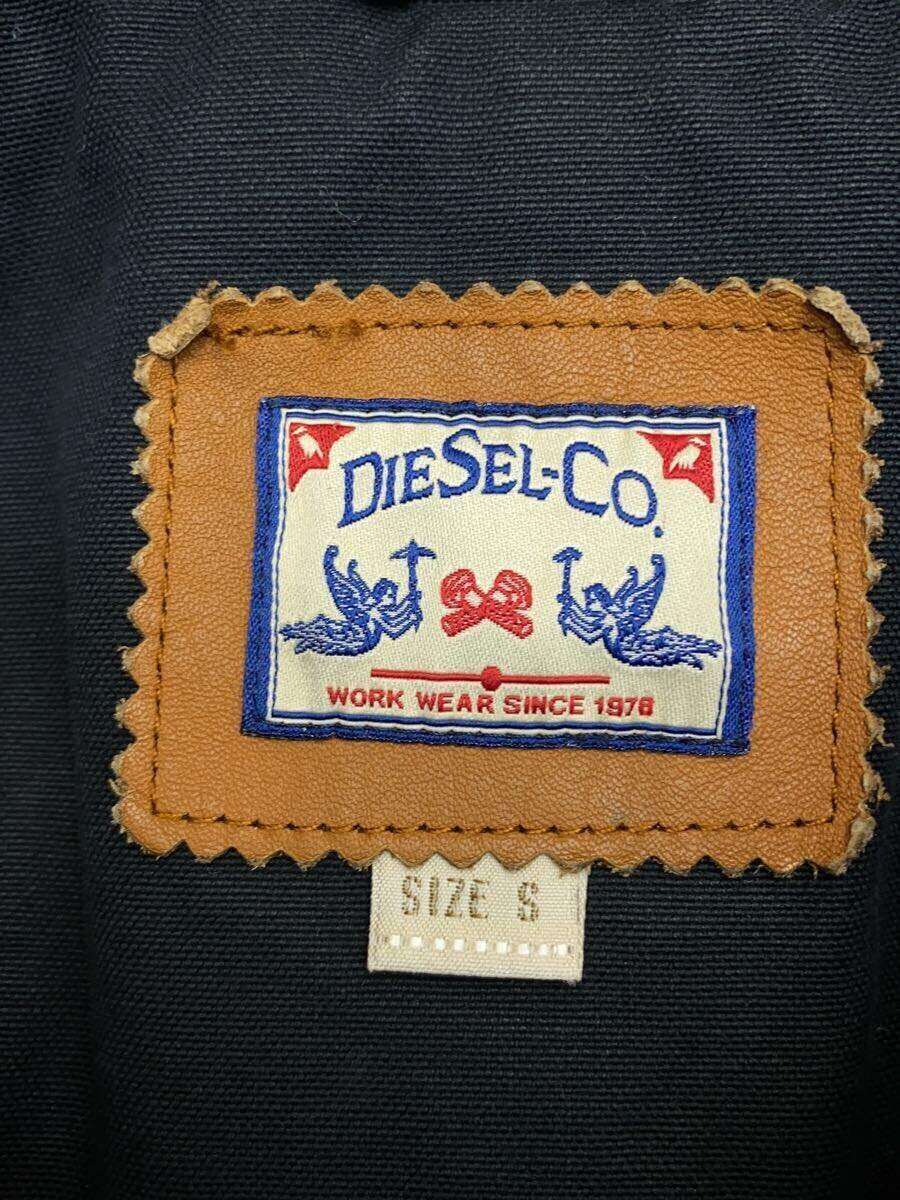 DIESEL-CO.
WORK WEAR SINCE 1978
SIZE S